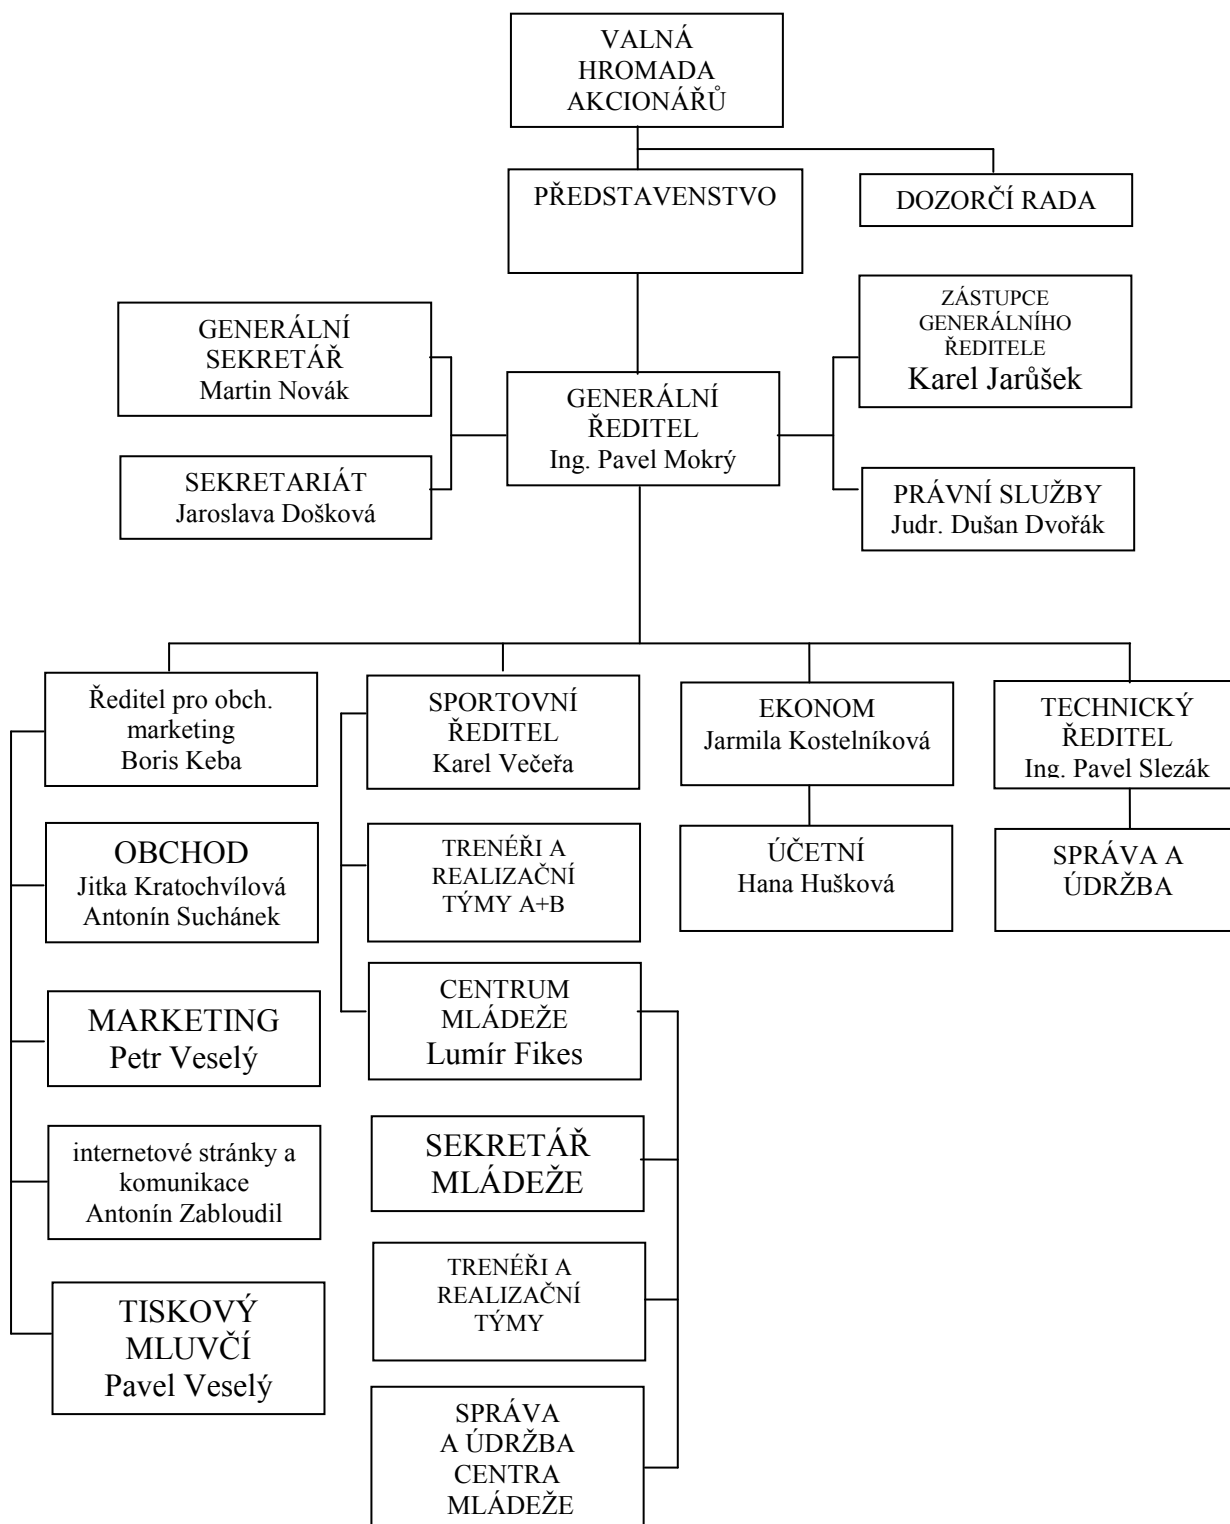 VALNÁ
HROMADA
AKCIONÁŘŮ
PŘEDSTAVENSTVO
DOZORČÍ RADA
GENERÁLNÍ
SEKRETÁŘ
Martin Novák
ZÁSTUPCE
GENERÁLNÍHO
ŘEDITELE
Karel Jarůšek
GENERÁLNÍ
ŘEDITEL
Ing. Pavel Mokrý
SEKRETARIÁT
Jaroslava Došková
PRÁVNÍ SLUŽBY
Judr. Dušan Dvořák
Ředitel pro obch.
marketing
Boris Keba
SPORTOVNÍ
ŘEDITEL
Karel Večeřa
EKONOM
Jarmila Kostelníková
TECHNICKÝ
ŘEDITEL
Ing. Pavel Slezák
OBCHOD
Jitka Kratochvílová
Antonín Suchánek
TRENÉŘI A
REALIZAČNÍ
TÝMY A+B
ÚČETNÍ
Hana Hušková
SPRÁVA A
ÚDRŽBA
MARKETING
Petr Veselý
CENTRUM
MLÁDEŽE
Lumír Fikes
internetové stránky a
komunikace
Antonín Zabloudil
SEKRETÁŘ
MLÁDEŽE
TISKOVÝ
MLUVČÍ
Pavel Veselý
TRENÉŘI A
REALIZAČNÍ
TÝMY
SPRÁVA
A ÚDRŽBA
CENTRA
MLÁDEŽE